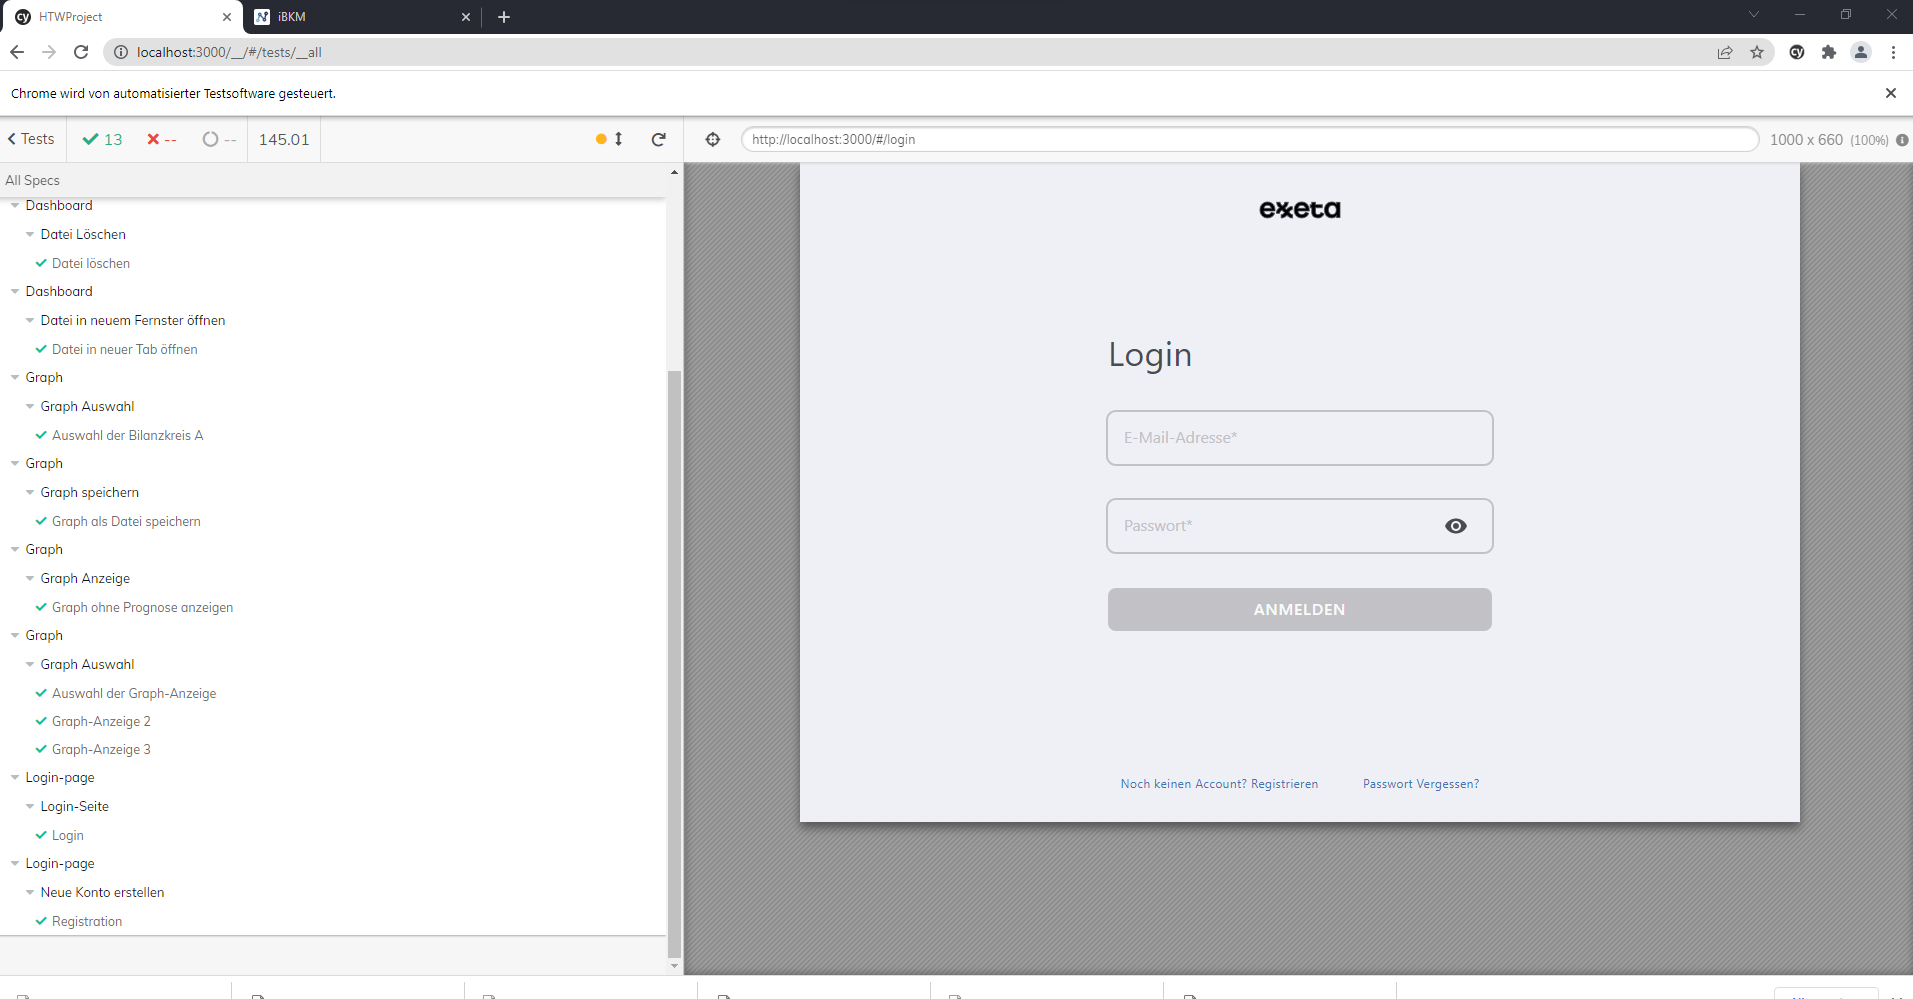 HTWProject
iBKM
localhost:3000/__/#/tests/__all
Chrome wird von automatisierter Testsoftware gesteuert.
Tests 13 -- -- 145.01
http://localhost:3000/#/login
1000 x 660 (100%)
All Specs
Dashboard
Datei Löschen
Datei löschen
Dashboard
Datei in neuem Fernster öffnen
Datei in neuer Tab öffnen
Graph
Graph Auswahl
Auswahl der Bilanzkreis A
Graph
Graph speichern
Graph als Datei speichern
Graph
Graph Anzeige
Graph ohne Prognose anzeigen
Graph
Graph Auswahl
Auswahl der Graph-Anzeige
Graph-Anzeige 2
Graph-Anzeige 3
Login-page
Login-Seite
Login
Login-page
Neue Konto erstellen
Registration
exeta
Login
E-Mail-Adresse*
Passwort*
ANMELDEN
Noch keinen Account? Registrieren
Passwort Vergessen?